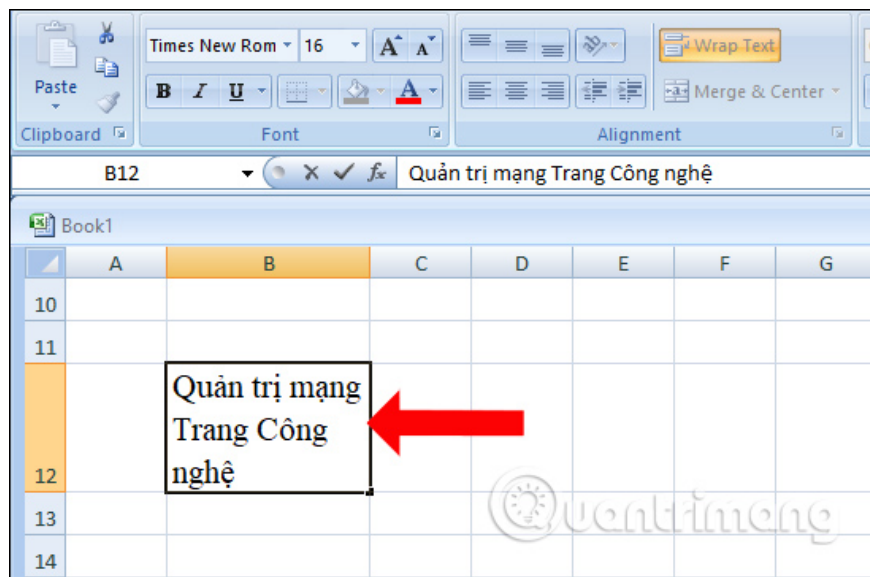 Times New Rom 16 A A Wrap Text
Paste B I U A Merge & Center
Clipboard Font Alignment
B12 fx Quản trị mạng Trang Công nghệ
Book1
A B C D E F G
10
11
12
Quản trị mạng
Trang Công
nghệ
13
14
Quantrimang